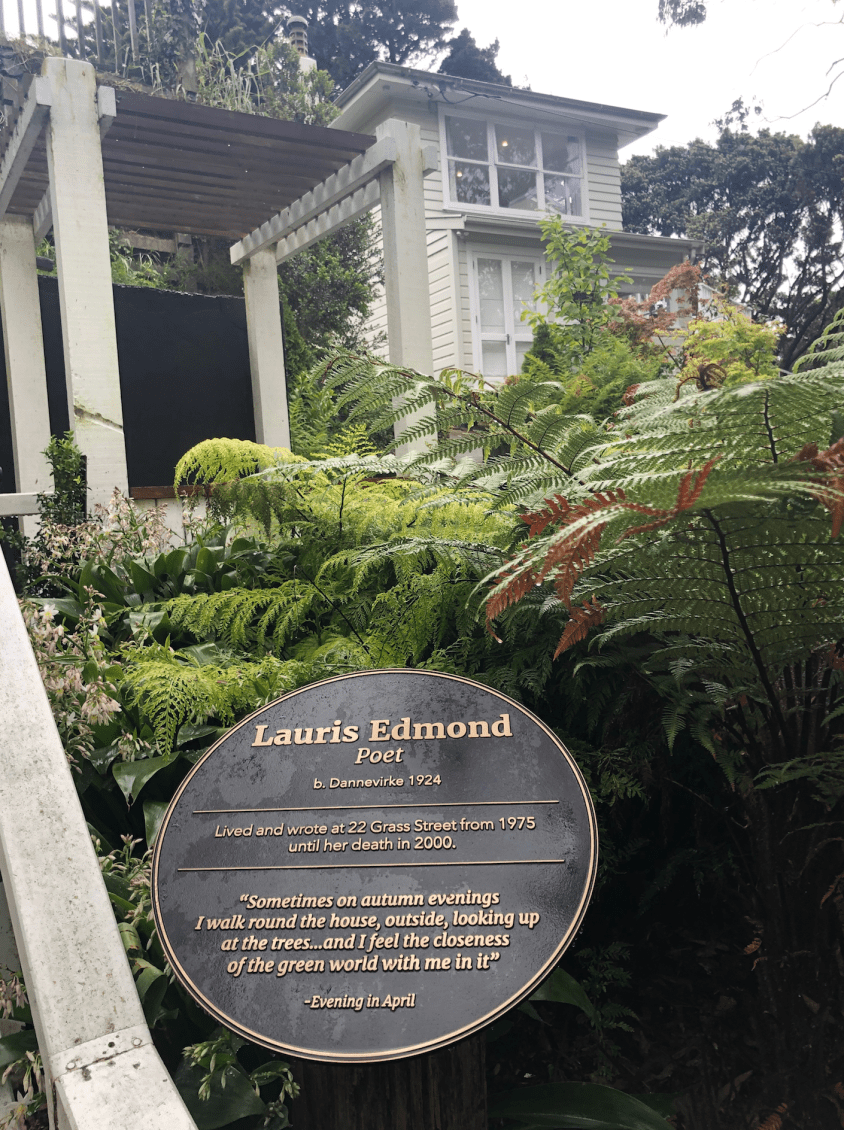 Lauris Edmond
Poet
b. Dannevirke 1924
Lived and wrote at 22 Grass Street from 1975
until her death in 2000.
“Sometimes on autumn evenings
I walk round the house, outside, looking up
at the trees...and I feel the closeness
of the green world with me in it”
-Evening in April